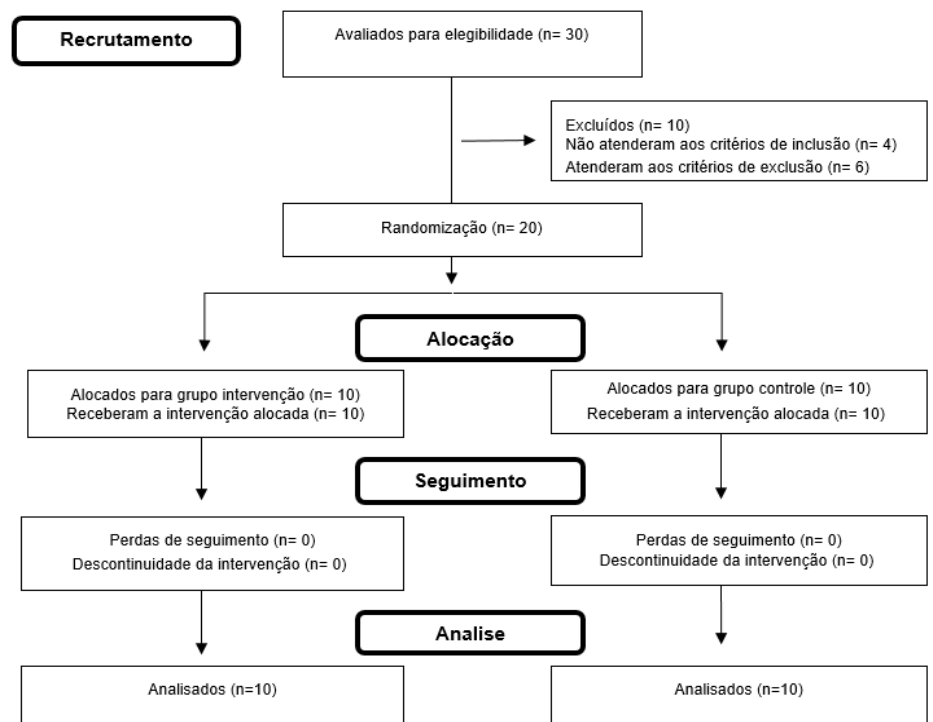 Recrutamento
Avaliados para elegibilidade (n= 30)
Excluídos (n= 10)
Não atenderam aos critérios de inclusão (n= 4)
Atenderam aos critérios de exclusão (n= 6)
Randomização (n= 20)
Alocação
Alocados para grupo intervenção (n= 10)
Receberam a intervenção alocada (n= 10)
Alocados para grupo controle (n= 10)
Receberam a intervenção alocada (n= 10)
Seguimento
Perdas de seguimento (n= 0)
Descontinuidade da intervenção (n= 0)
Perdas de seguimento (n= 0)
Descontinuidade da intervenção (n= 0)
Analise
Analisados (n=10)
Analisados (n=10)